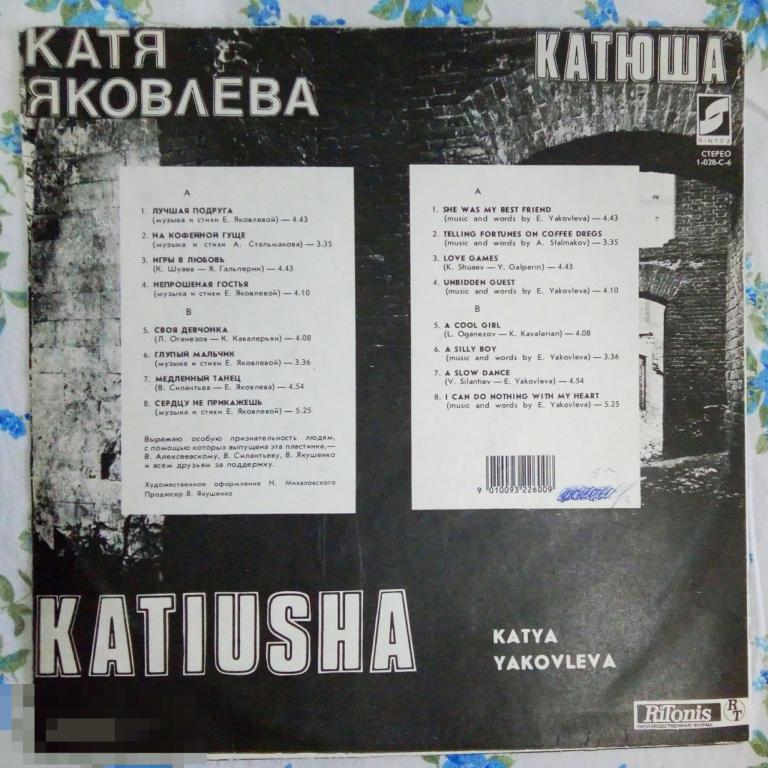 КАТЯ
ЯКОВЛЕВА
КАТЮША
SINTEZ
СТЕРЕО
1-028-С-6
А
1. ЛУЧШАЯ ПОДРУГА
(музыка и стихи Е. Яковлевой) — 4.43
2. НА КОФЕЙНОЙ ГУЩЕ
(музыка и стихи А. Стальмакова) — 3.35
3. ИГРЫ В ЛЮБОВЬ
(К. Шуаев — Я. Гальперин) — 4.43
4. НЕПРОШЕНАЯ ГОСТЬЯ
(музыка и стихи Е. Яковлевой) — 4.10
В
5. СВОЯ ДЕВЧОНКА
(Л. Оганезов — К. Кавалерьян) — 4.08
6. ГЛУПЫЙ МАЛЬЧИК
(музыка и стихи Е. Яковлевой) — 3.36
7. МЕДЛЕННЫЙ ТАНЕЦ
(В. Силантьев — Е. Яковлева) — 4.54
8. СЕРДЦУ НЕ ПРИКАЖЕШЬ
(музыка и стихи Е. Яковлевой) — 5.25
Выражаю особую признательность людям,
с помощью которых выпущена эта пластинка,—
В. Алексеевскому, В. Силантьеву, В. Якушенко
и всем друзьям за поддержку.
Художественное оформление Н. Михаловского
Продюсер В. Якушенко
A
1. SHE WAS MY BEST FRIEND
(music and words by E. Yakovleva) — 4.43
2. TELLING FORTUNES ON COFFEE DREGS
(music and words by A. Stalmakov) — 3.35
3. LOVE GAMES
(K. Shuaev — Y. Galperin) — 4.43
4. UNBIDDEN GUEST
(music and words by E. Yakovleva) — 4.10
B
5. A COOL GIRL
(L. Oganezov — K. Kavalerian) — 4.08
6. A SILLY BOY
(music and words by E. Yakovleva) — 3.36
7. A SLOW DANCE
(V. Silantiev — E. Yakovleva) — 4.54
8. I CAN DO NOTHING WITH MY HEART
(music and words by E. Yakovleva) — 5.25
9 010093 226009
KATIUSHA
KATYA
YAKOVLEVA
RiTonis
ПРОИЗВОДСТВЕННАЯ ФИРМА
RT